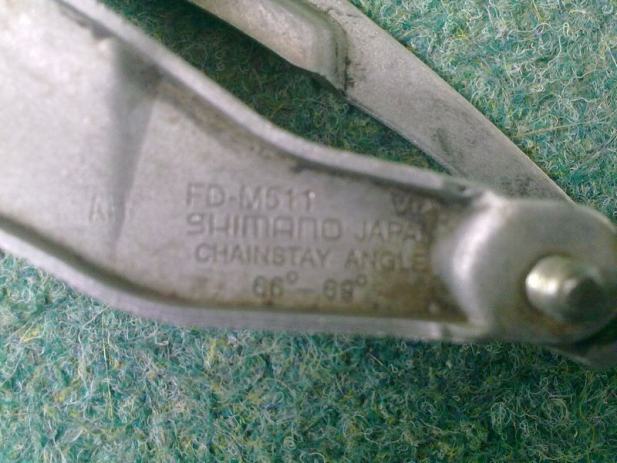 FD-M511
SHIMANO JAPAN
CHAINSTAY ANGLE
66°-69°